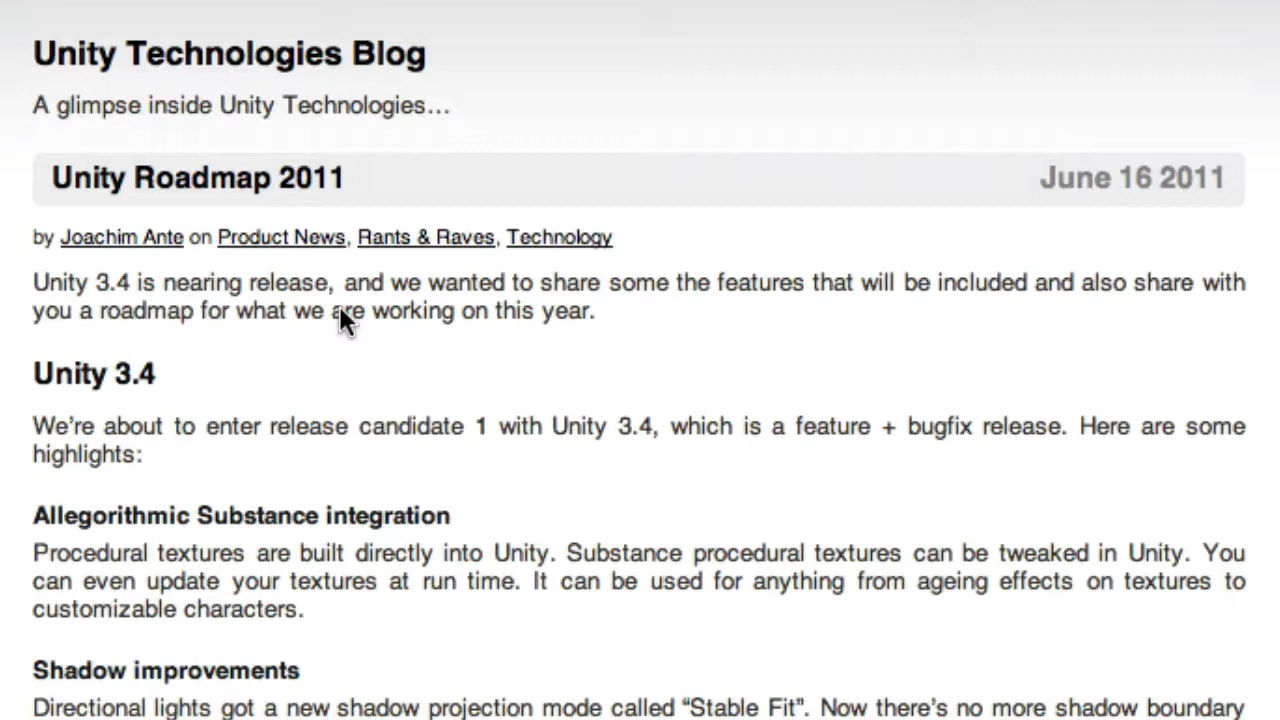 Unity Technologies Blog
A glimpse inside Unity Technologies…
Unity Roadmap 2011 June 16 2011
by Joachim Ante on Product News, Rants & Raves, Technology
Unity 3.4 is nearing release, and we wanted to share some the features that will be included and also share with
you a roadmap for what we are working on this year.
Unity 3.4
We’re about to enter release candidate 1 with Unity 3.4, which is a feature + bugfix release. Here are some
highlights:
Allegorithmic Substance integration
Procedural textures are built directly into Unity. Substance procedural textures can be tweaked in Unity. You
can even update your textures at run time. It can be used for anything from ageing effects on textures to
customizable characters.
Shadow improvements
Directional lights got a new shadow projection mode called “Stable Fit”. Now there’s no more shadow boundary